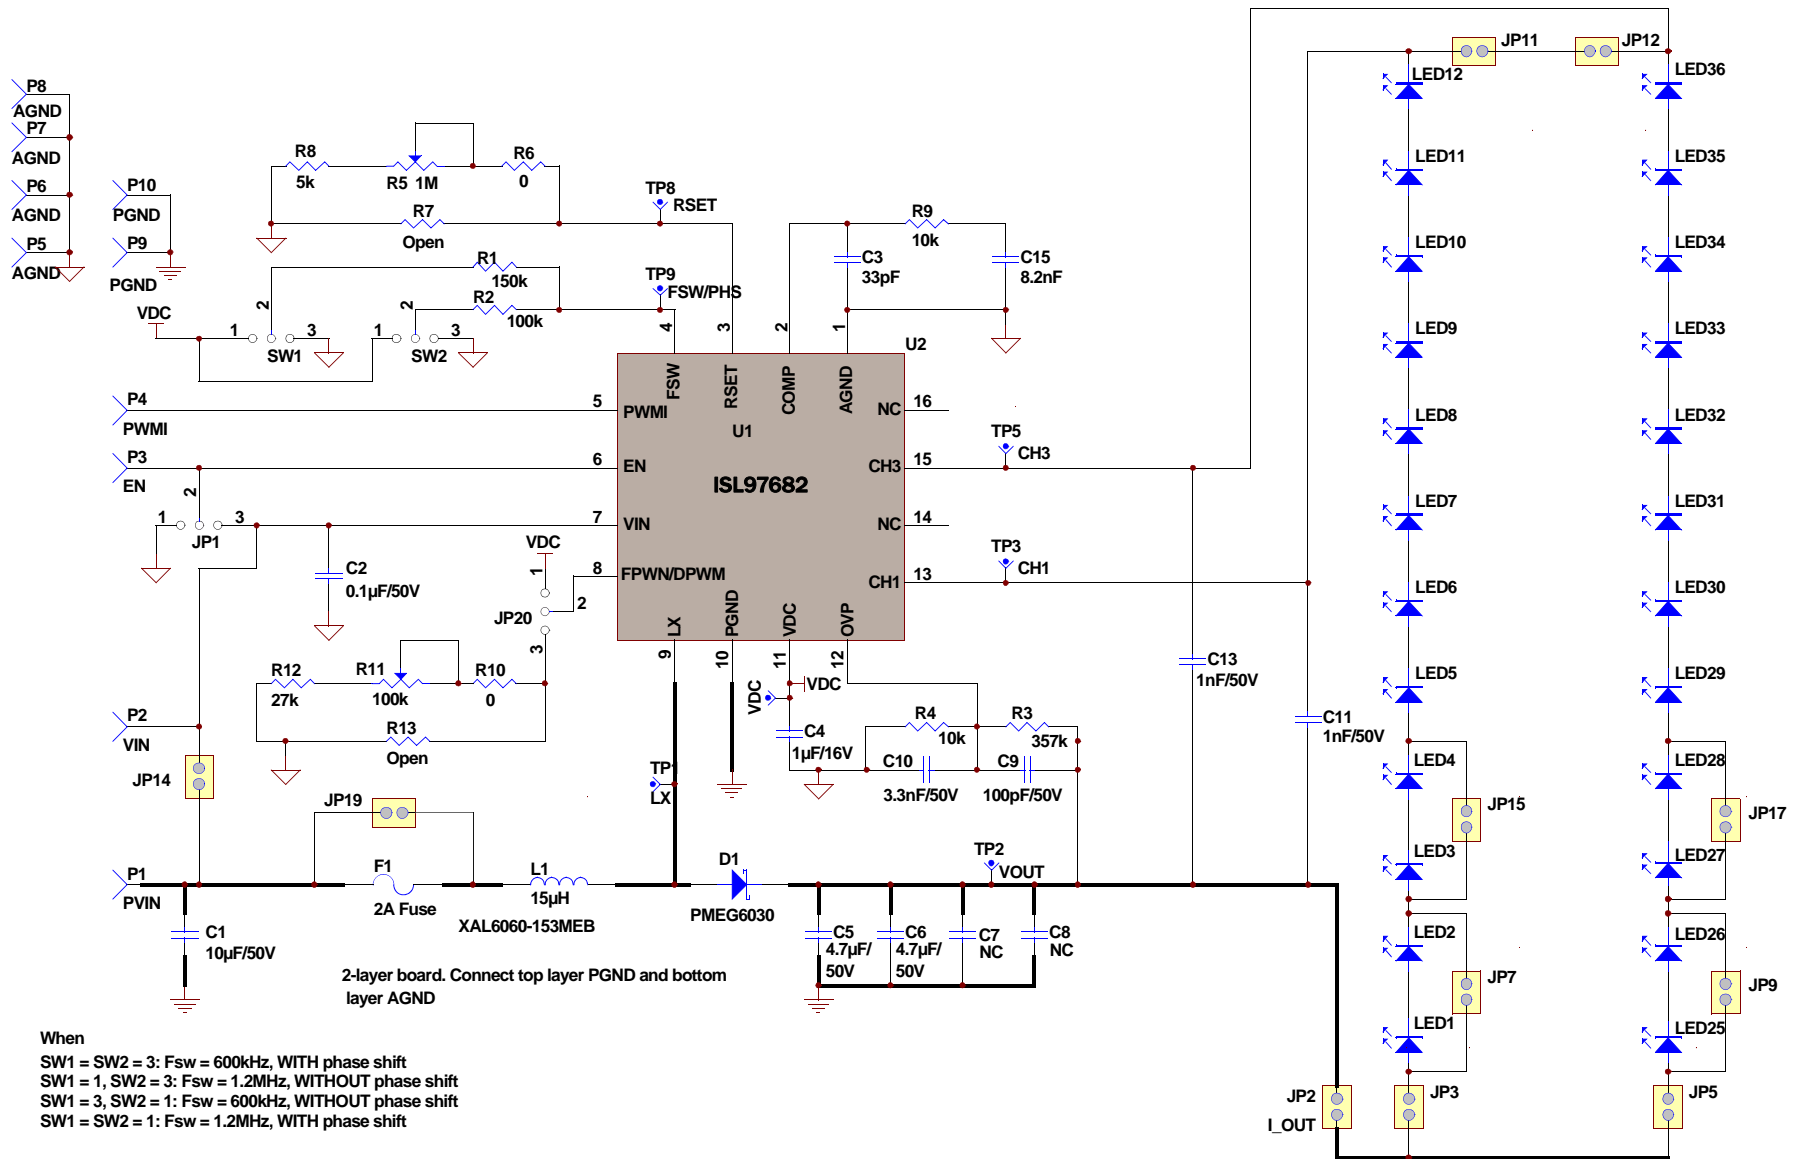 JP11
JP12
LED12
LED36
P8
AGND
P7
AGND
P6
AGND
P5
AGND
P10
PGND
P9
PGND
R8
5k
R5 1M
R6
0
R7
Open
TP8
RSET
R9
10k
C3
33pF
C15
8.2nF
R1
150k
R2
100k
TP9
FSW/PHS
VDC
1
2
3
SW1
1
2
3
SW2
4
3
2
1
U2
FSW
RSET
COMP
AGND
U1
ISL97682
P4
PWMI
5
PWMI
P3
EN
6
EN
2
1
3
JP1
7
VIN
C2
0.1µF/50V
VDC
1
2
3
JP20
8
FPWN/DPWM
NC
16
CH3
15
TP5
CH3
NC
14
CH1
13
TP3
CH1
LX
PGND
VDC
OVP
9
10
11
12
R12
27k
R11
100k
R10
0
R13
Open
P2
VIN
JP14
JP19
VDC
VDC
C4
1µF/16V
R4
10k
R3
357k
C10
3.3nF/50V
C9
100pF/50V
C13
1nF/50V
C11
1nF/50V
TP1
LX
P1
PVIN
C1
10µF/50V
F1
2A Fuse
L1
15µH
XAL6060-153MEB
D1
PMEG6030
TP2
VOUT
C5
4.7µF/
50V
C6
4.7µF/
50V
C7
NC
C8
NC
2-layer board. Connect top layer PGND and bottom
layer AGND
LED11
LED10
LED9
LED8
LED7
LED6
LED5
LED4
LED3
LED2
LED1
JP15
JP7
LED35
LED34
LED33
LED32
LED31
LED30
LED29
LED28
LED27
LED26
LED25
JP17
JP9
JP2
I_OUT
JP3
JP5
When
SW1 = SW2 = 3: Fsw = 600kHz, WITH phase shift
SW1 = 1, SW2 = 3: Fsw = 1.2MHz, WITHOUT phase shift
SW1 = 3, SW2 = 1: Fsw = 600kHz, WITHOUT phase shift
SW1 = SW2 = 1: Fsw = 1.2MHz, WITH phase shift